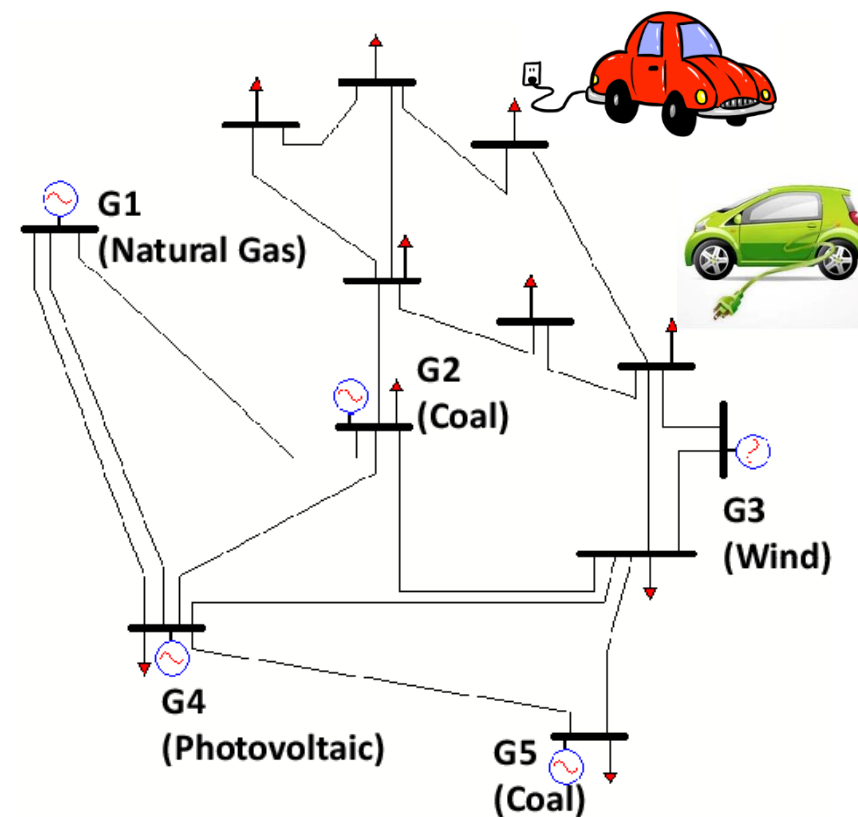 G1
(Natural Gas)
G2
(Coal)
G3
(Wind)
G4
(Photovoltaic)
G5
(Coal)